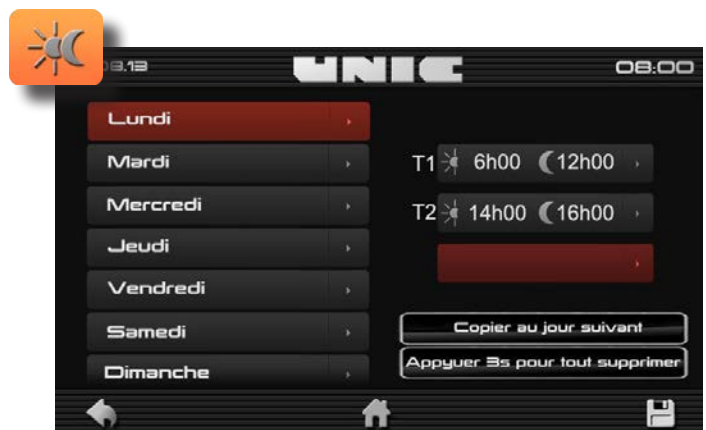 08.13 UNIC 08:00
Lundi
Mardi
Mercredi
Jeudi
Vendredi
Samedi
Dimanche
T1 6h00 12h00
T2 14h00 16h00
Copier au jour suivant
Appyuer 3s pour tout supprimer